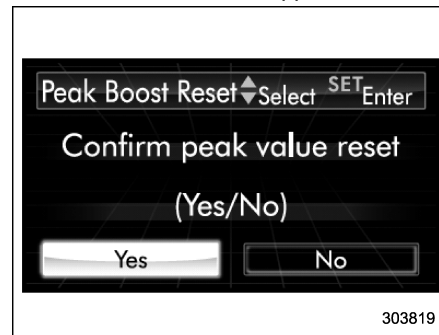 Peak Boost Reset Select SET Enter
Confirm peak value reset
(Yes/No)
Yes No
303819